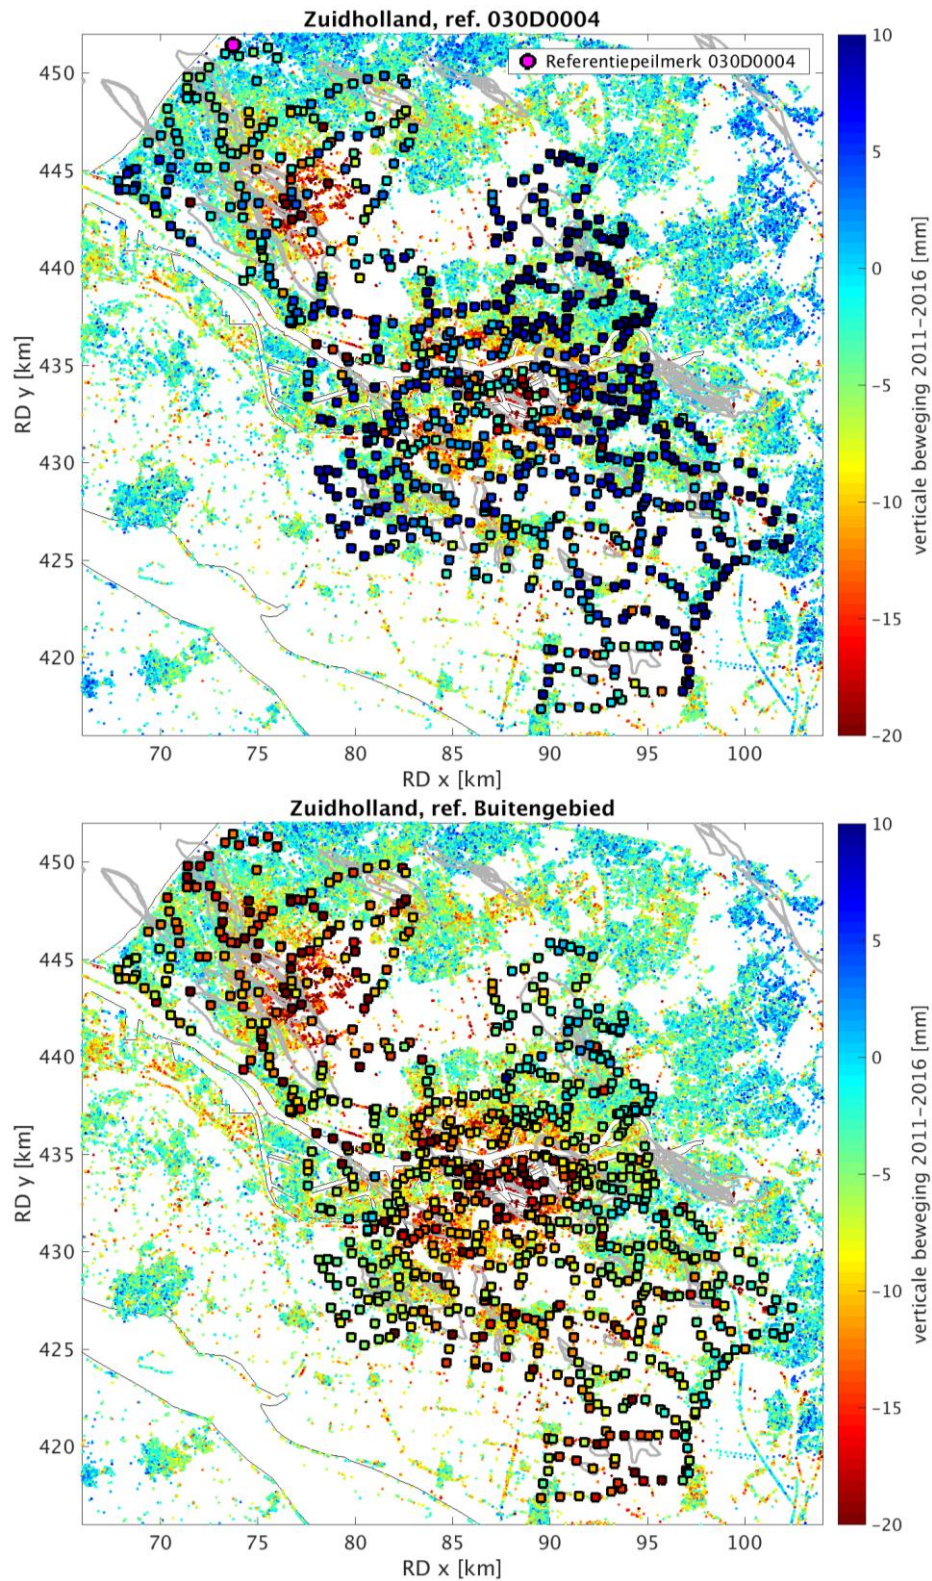 Zuidholland, ref. 030D0004
Referentiepeilmerk 030D0004
450
445
440
435
430
425
420
RD y [km]
70 75 80 85 90 95 100
RD x [km]
10
5
0
−5
−10
−15
−20
verticale beweging 2011–2016 [mm]
Zuidholland, ref. Buitengebied
450
445
440
435
430
425
420
RD y [km]
70 75 80 85 90 95 100
RD x [km]
10
5
0
−5
−10
−15
−20
verticale beweging 2011–2016 [mm]